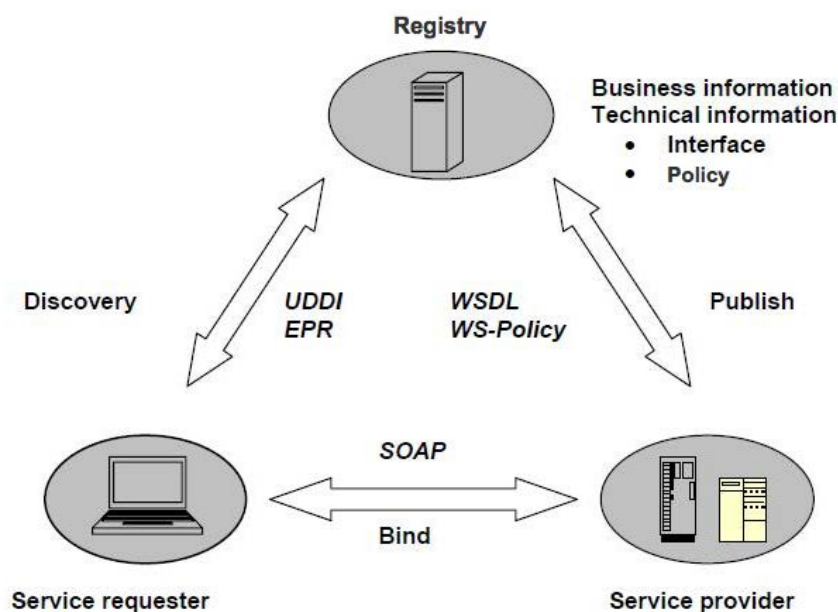 Registry
Business information
Technical information
• Interface
• Policy
Discovery
UDDI
EPR
WSDL
WS-Policy
Publish
SOAP
Bind
Service requester
Service provider